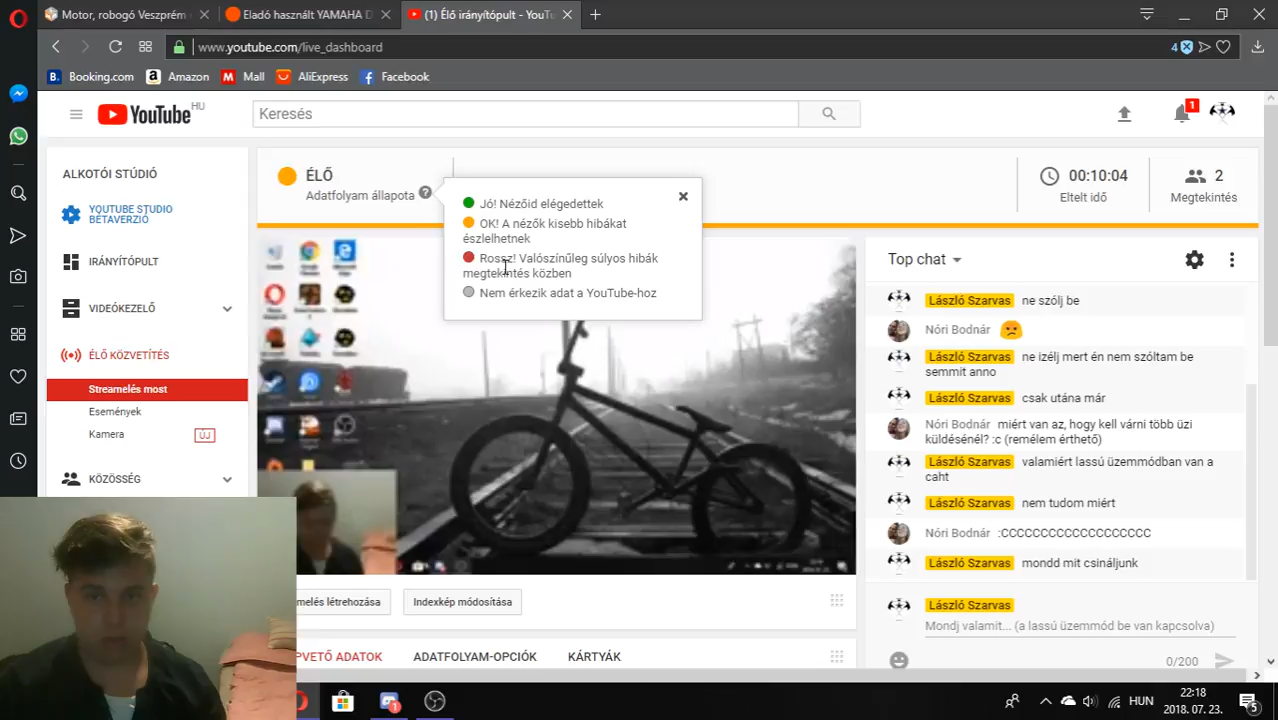 Motor, robogó Veszprém
Eladó használt YAMAHA D
(1) Élő irányítópult - YouTu
www.youtube.com/live_dashboard
4
B. Booking.com
a Amazon
M Mall
AliExpress
f Facebook
YouTube HU
Keresés
1
ALKOTÓI STÚDIÓ
YOUTUBE STUDIO
BÉTAVERZIÓ
IRÁNYÍTÓPULT
VIDEÓKEZELŐ
ÉLŐ KÖZVETÍTÉS
Streamelés most
Események
Kamera
ÚJ
KÖZÖSSÉG
ÉLŐ
Adatfolyam állapota ?
Jó! Nézőid elégedettek
OK! A nézők kisebb hibákat
észlelhetnek
Rossz! Valószínűleg súlyos hibák
megtekintés közben
Nem érkezik adat a YouTube-hoz
00:10:04
Eltelt idő
2
Megtekintés
Top chat
László Szarvas ne szólj be
Nóri Bodnár
László Szarvas ne izélj mert én nem szóltam be
semmit anno
László Szarvas csak utána már
Nóri Bodnár miért van az, hogy kell várni több üzi
küldésénél? :c (remélem érthető)
László Szarvas valamiért lassú üzemmódban van a
caht
László Szarvas nem tudom miért
Nóri Bodnár :CCCCCCCCCCCCCCCCCCC
László Szarvas mondd mit csináljunk
László Szarvas
Mondj valamit... (a lassú üzemmód be van kapcsolva)
0/200
melés létrehozása
Indexkép módosítása
PVETŐ ADATOK
ADATFOLYAM-OPCIÓK
KÁRTYÁK
1
HUN
22:18
2018. 07. 23.
5